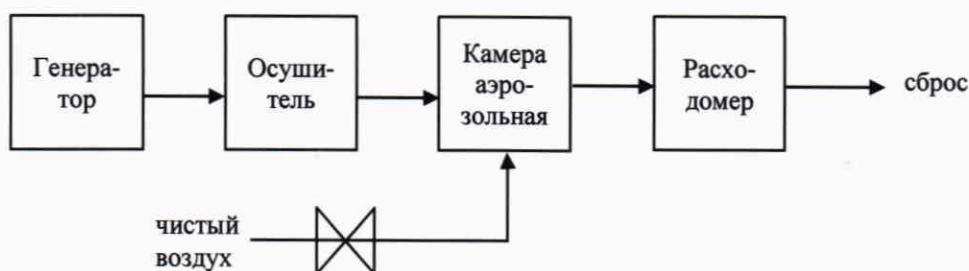 Генера-
тор
Осуши-
тель
Камера
аэро-
зольная
Расхо-
домер
сброс
чистый
воздух